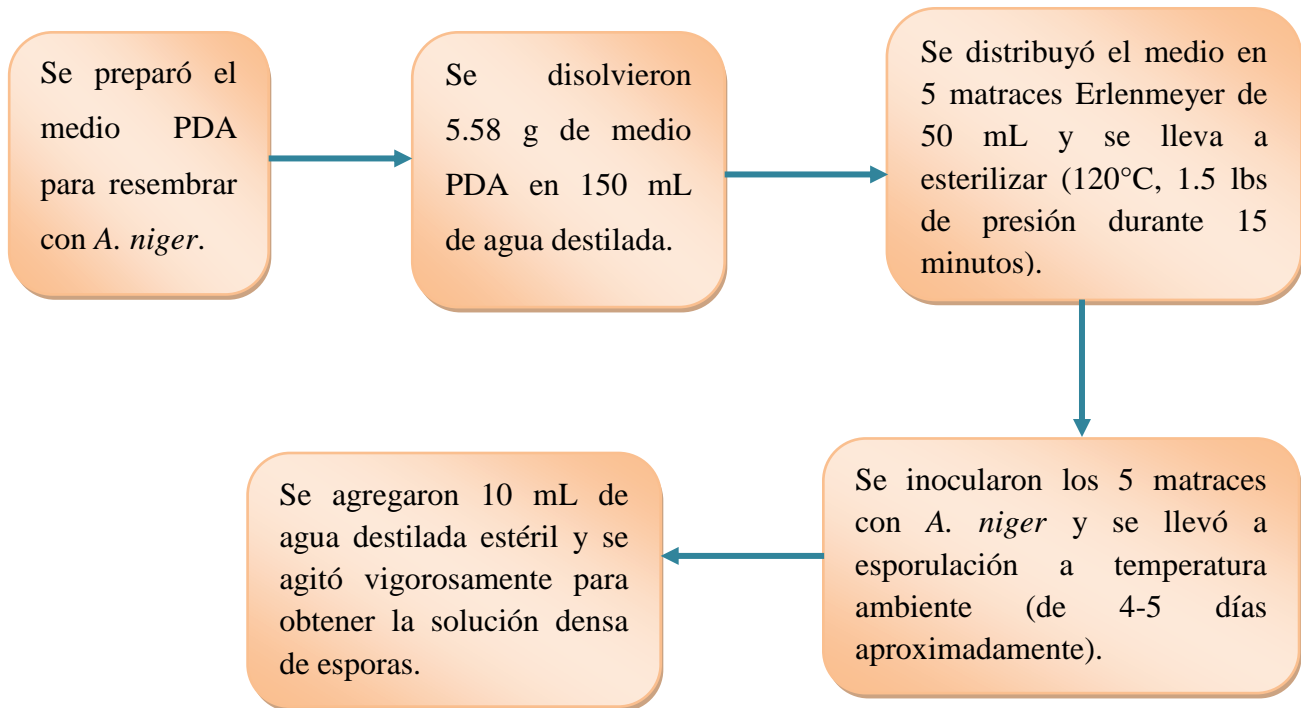 Se preparó el
medio PDA
para resembrar
con A. niger.
Se disolvieron
5.58 g de medio
PDA en 150 mL
de agua destilada.
Se distribuyó el medio en
5 matraces Erlenmeyer de
50 mL y se lleva a
esterilizar (120°C, 1.5 lbs
de presión durante 15
minutos).
Se inocularon los 5 matraces
con A. niger y se llevó a
esporulación a temperatura
ambiente (de 4-5 días
aproximadamente).
Se agregaron 10 mL de
agua destilada estéril y se
agitó vigorosamente para
obtener la solución densa
de esporas.